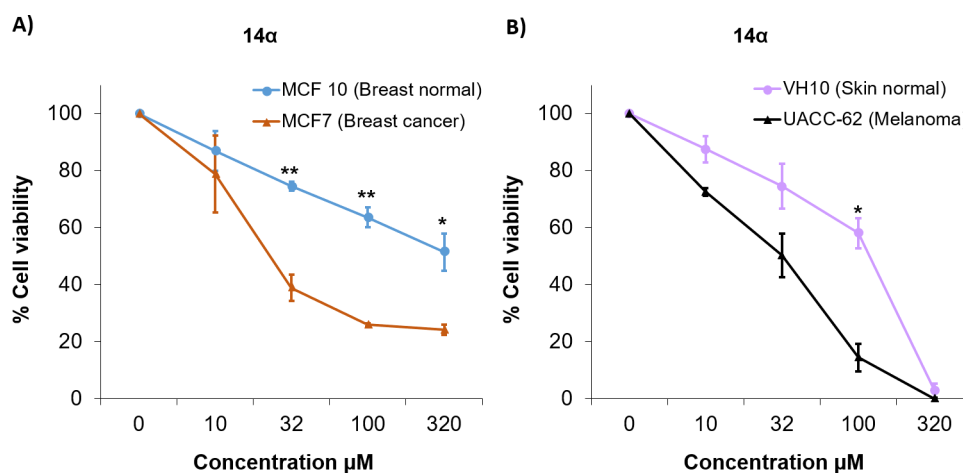 A)
14α
MCF 10 (Breast normal)
MCF7 (Breast cancer)
% Cell viability
100
80
60
40
20
0
**
**
*
0 10 32 100 320
Concentration µM
B)
14α
VH10 (Skin normal)
UACC-62 (Melanoma
% Cell viability
100
80
60
40
20
0
*
0 10 32 100 320
Concentration µM